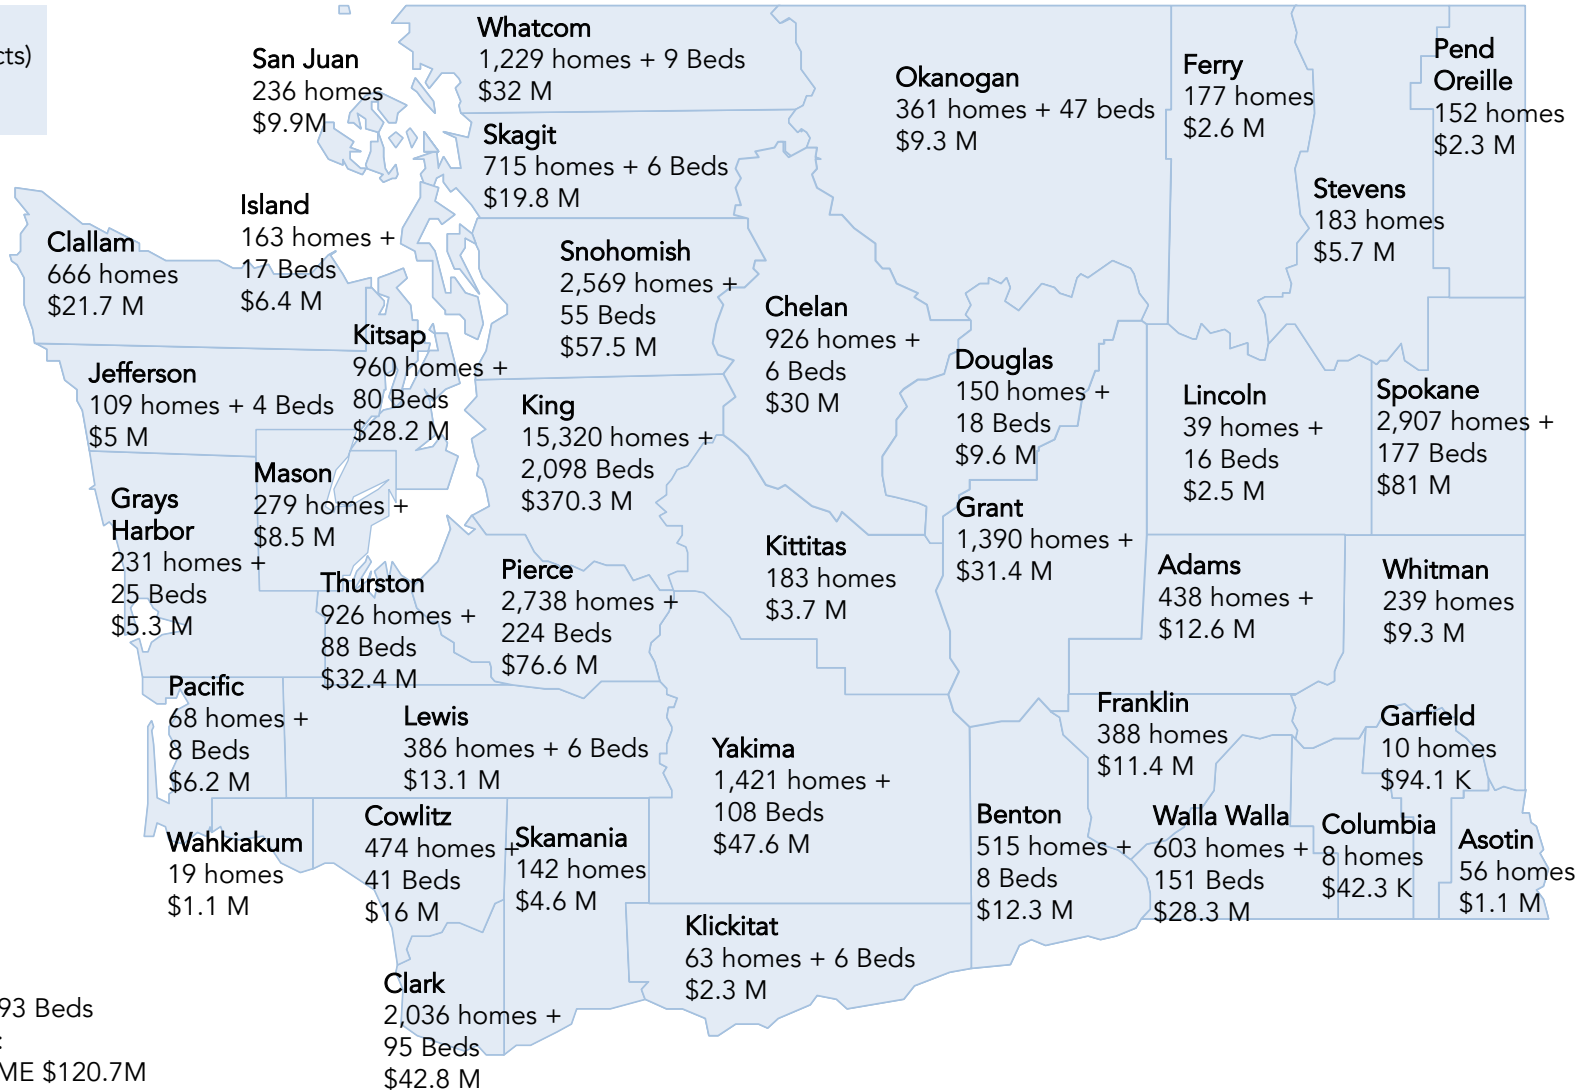 cts)
San Juan
236 homes
$9.9M
Whatcom
1,229 homes + 9 Beds
$32 M
Skagit
715 homes + 6 Beds
$19.8 M
Okanogan
361 homes + 47 beds
$9.3 M
Ferry
177 homes
$2.6 M
Pend
Oreille
152 homes
$2.3 M
Stevens
183 homes
$5.7 M
Clallam
666 homes
$21.7 M
Island
163 homes +
17 Beds
$6.4 M
Snohomish
2,569 homes +
55 Beds
$57.5 M
Chelan
926 homes +
6 Beds
$30 M
Kitsap
960 homes +
80 Beds
$28.2 M
Jefferson
109 homes + 4 Beds
$5 M
King
15,320 homes +
2,098 Beds
$370.3 M
Douglas
150 homes +
18 Beds
$9.6 M
Lincoln
39 homes +
16 Beds
$2.5 M
Spokane
2,907 homes +
177 Beds
$81 M
Mason
279 homes +
$8.5 M
Grays
Harbor
231 homes +
25 Beds
$5.3 M
Thurston
926 homes +
88 Beds
$32.4 M
Pierce
2,738 homes +
224 Beds
$76.6 M
Kittitas
183 homes
$3.7 M
Grant
1,390 homes +
$31.4 M
Adams
438 homes +
$12.6 M
Whitman
239 homes
$9.3 M
Pacific
68 homes +
8 Beds
$6.2 M
Lewis
386 homes + 6 Beds
$13.1 M
Yakima
1,421 homes +
108 Beds
$47.6 M
Franklin
388 homes
$11.4 M
Garfield
10 homes
$94.1 K
Wahkiakum
19 homes
$1.1 M
Cowlitz
474 homes +
41 Beds
$16 M
Skamania
142 homes
$4.6 M
Benton
515 homes +
8 Beds
$12.3 M
Walla Walla
603 homes +
151 Beds
$28.3 M
Columbia
8 homes
$42.3 K
Asotin
56 homes
$1.1 M
Klickitat
63 homes + 6 Beds
$2.3 M
Clark
2,036 homes +
95 Beds
$42.8 M
93 Beds
:
ME $120.7M